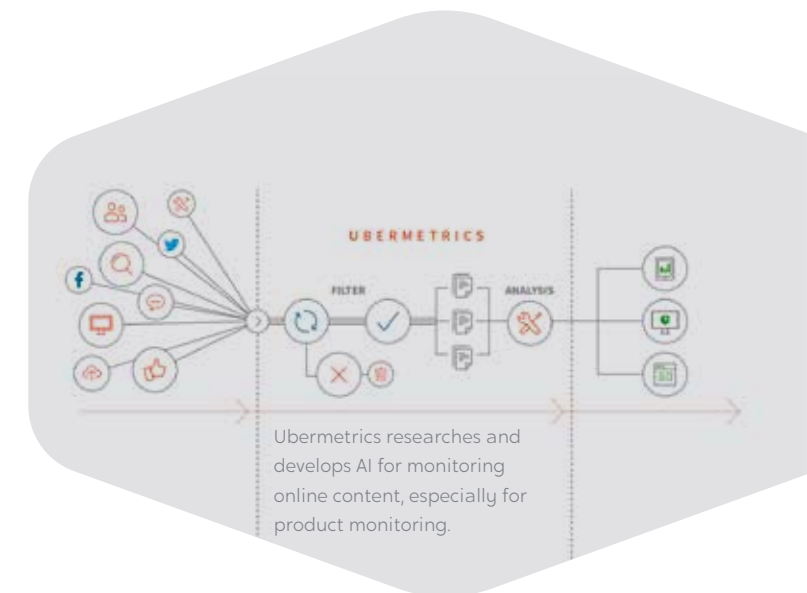 UBERMETRICS
FILTER
ANALYSIS
Ubermetrics researches and
develops AI for monitoring
online content, especially for
product monitoring.